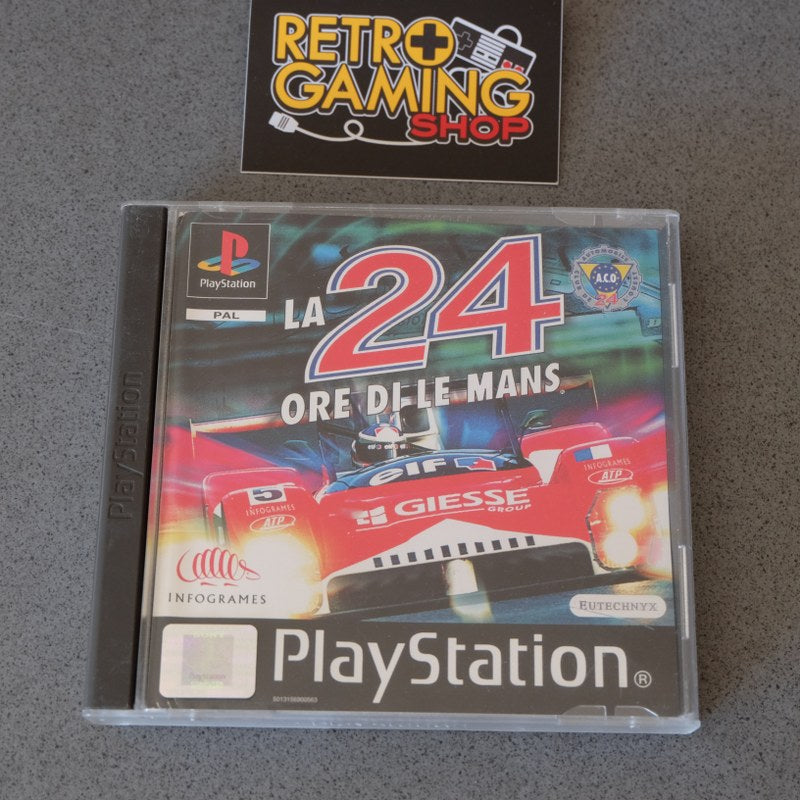 RETRO
GAMING
SHOP
PlayStation
PAL
LA 24
ORE DI LE MANS
A.C.O
24
elf
GIESSE
GROUP
5
INFOGRAMES
ATP
INFOGRAMES
ATP
INFOGRAMES
EUTECHNYX
PlayStation®
PlayStation